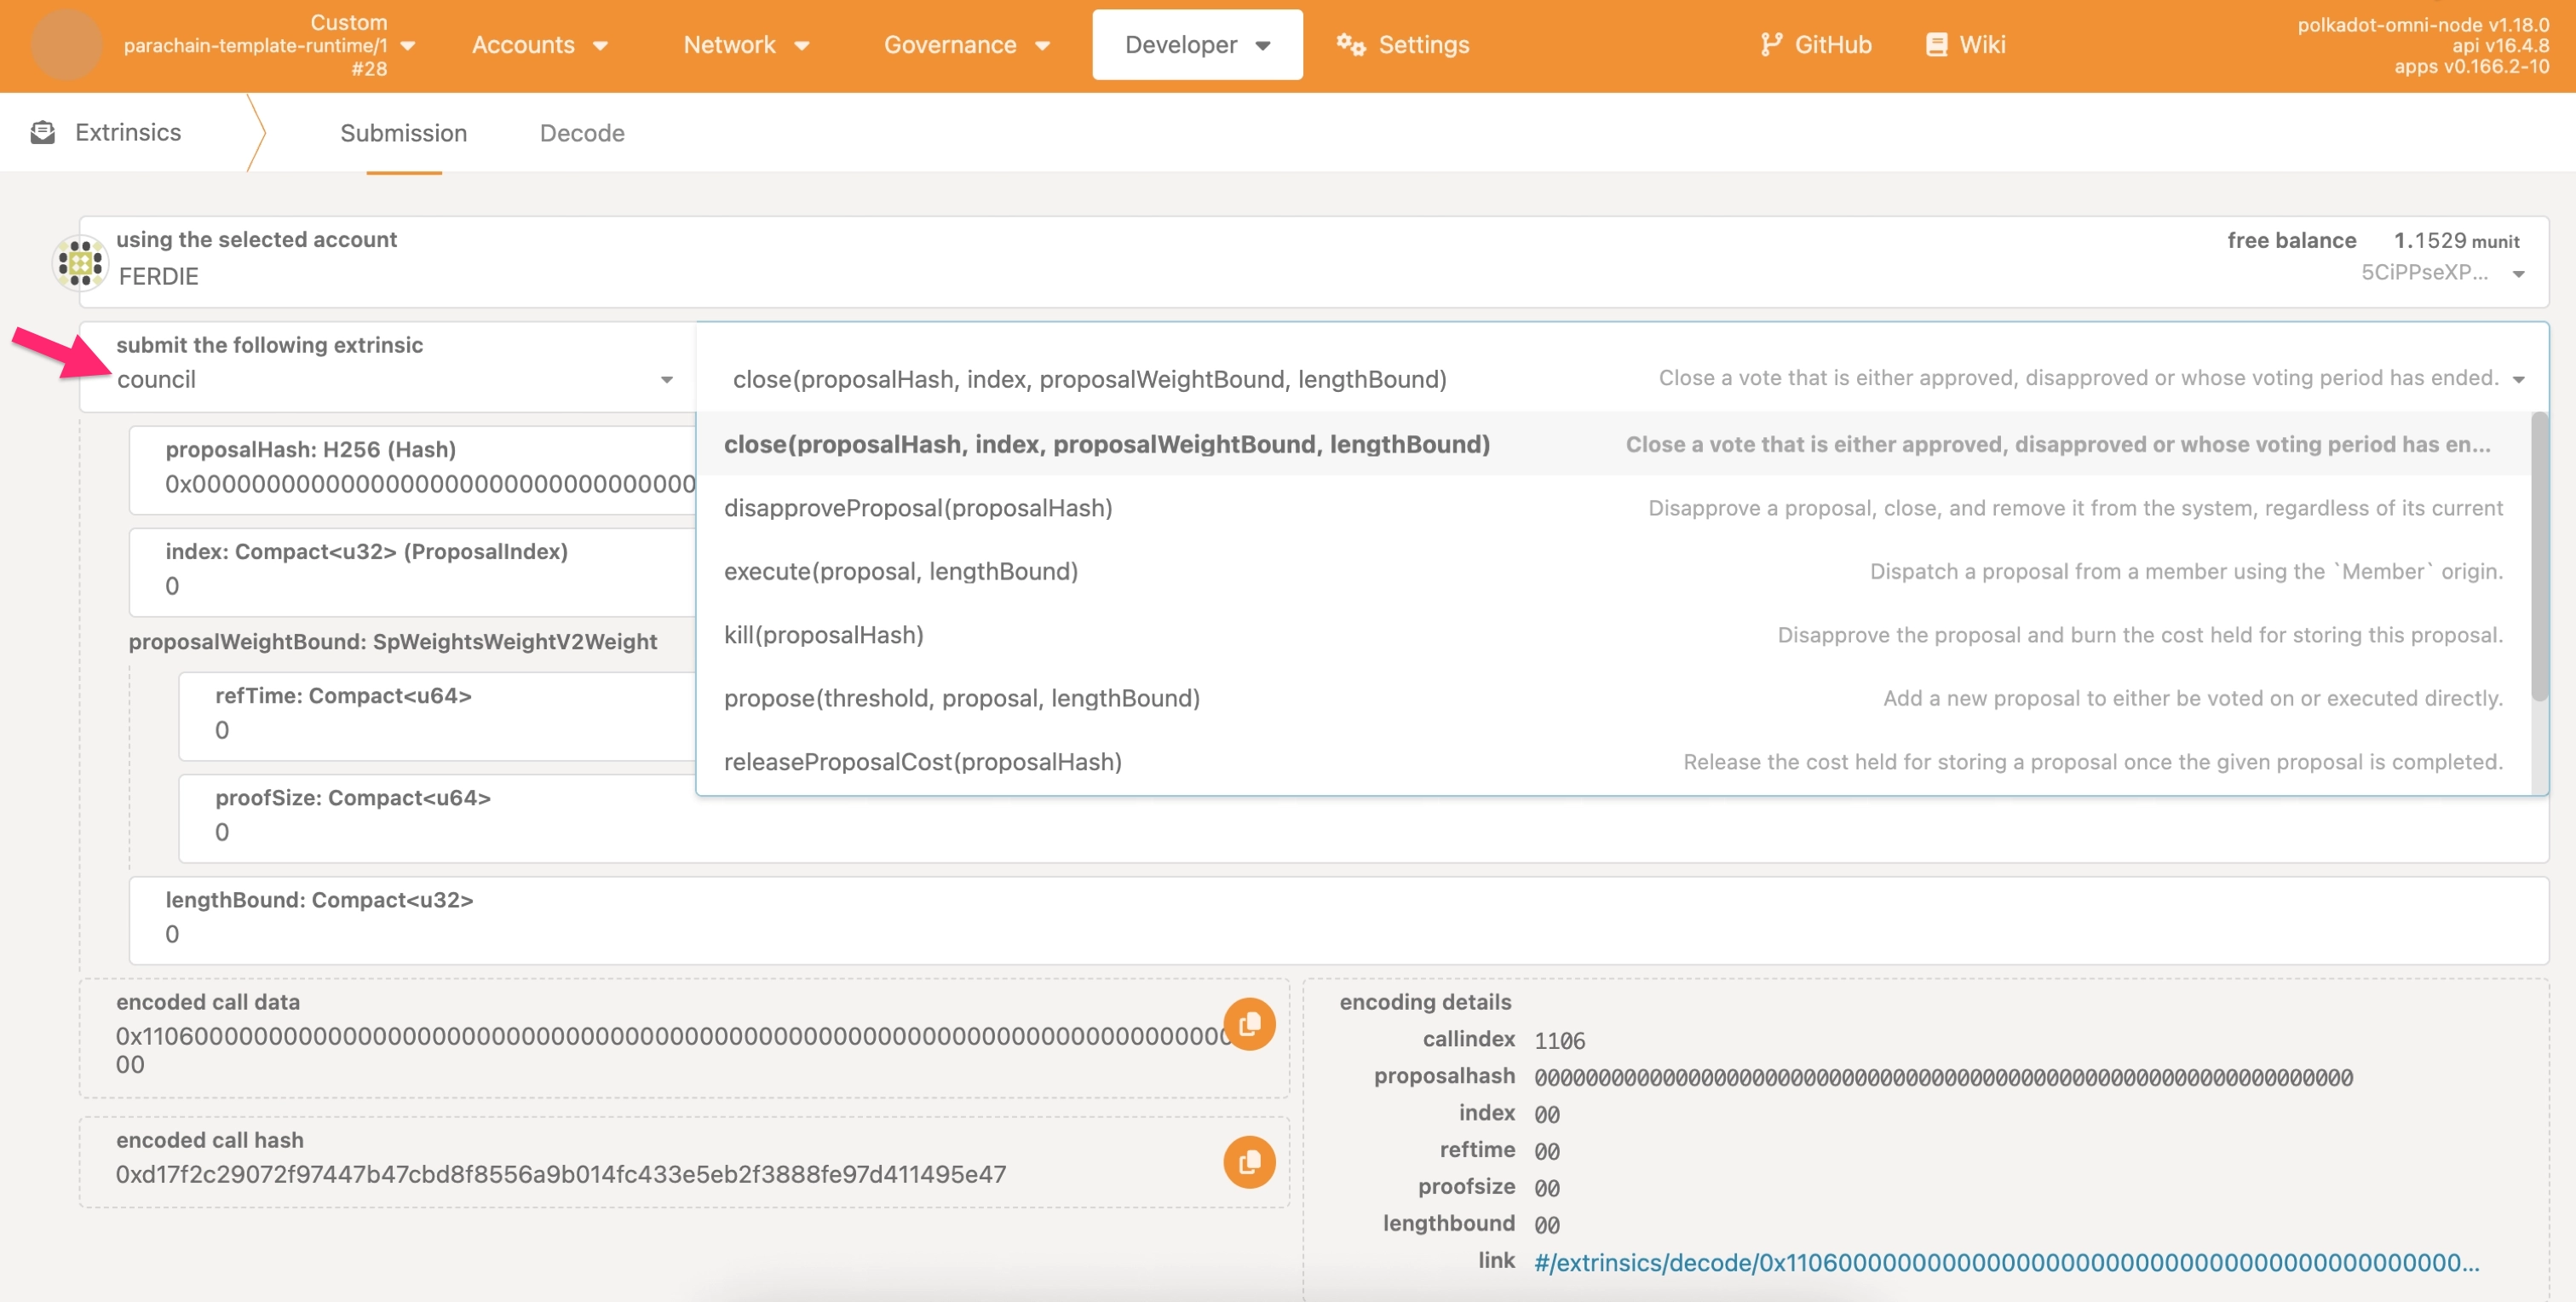 Custom
parachain-template-runtime/1
#28
Accounts
Network
Governance
Developer
Settings
GitHub
Wiki
polkadot-omni-node v1.18.0
api v16.4.8
apps v0.166.2-10
Extrinsics
Submission
Decode
using the selected account
FERDIE
free balance 1.1529 munit
5CiPPseXP...
submit the following extrinsic
council
close(proposalHash, index, proposalWeightBound, lengthBound)
Close a vote that is either approved, disapproved or whose voting period has ended.
close(proposalHash, index, proposalWeightBound, lengthBound)
Close a vote that is either approved, disapproved or whose voting period has en...
disapproveProposal(proposalHash)
Disapprove a proposal, close, and remove it from the system, regardless of its current
execute(proposal, lengthBound)
Dispatch a proposal from a member using the `Member` origin.
kill(proposalHash)
Disapprove the proposal and burn the cost held for storing this proposal.
propose(threshold, proposal, lengthBound)
Add a new proposal to either be voted on or executed directly.
releaseProposalCost(proposalHash)
Release the cost held for storing a proposal once the given proposal is completed.
proposalHash: H256 (Hash)
index: Compact<u32> (ProposalIndex)
0
proposalWeightBound: SpWeightsWeightV2Weight
refTime: Compact<u64>
0
proofSize: Compact<u64>
0
lengthBound: Compact<u32>
0
encoded call data
00
encoded call hash
0xd17f2c29072f97447b47cbd8f8556a9b014fc433e5eb2f3888fe97d411495e47
encoding details
callindex 1106
proposalhash 0000000000000000000000000000000000000000000000000000000000000000
index 00
reftime 00
proofsize 00
lengthbound 00
link